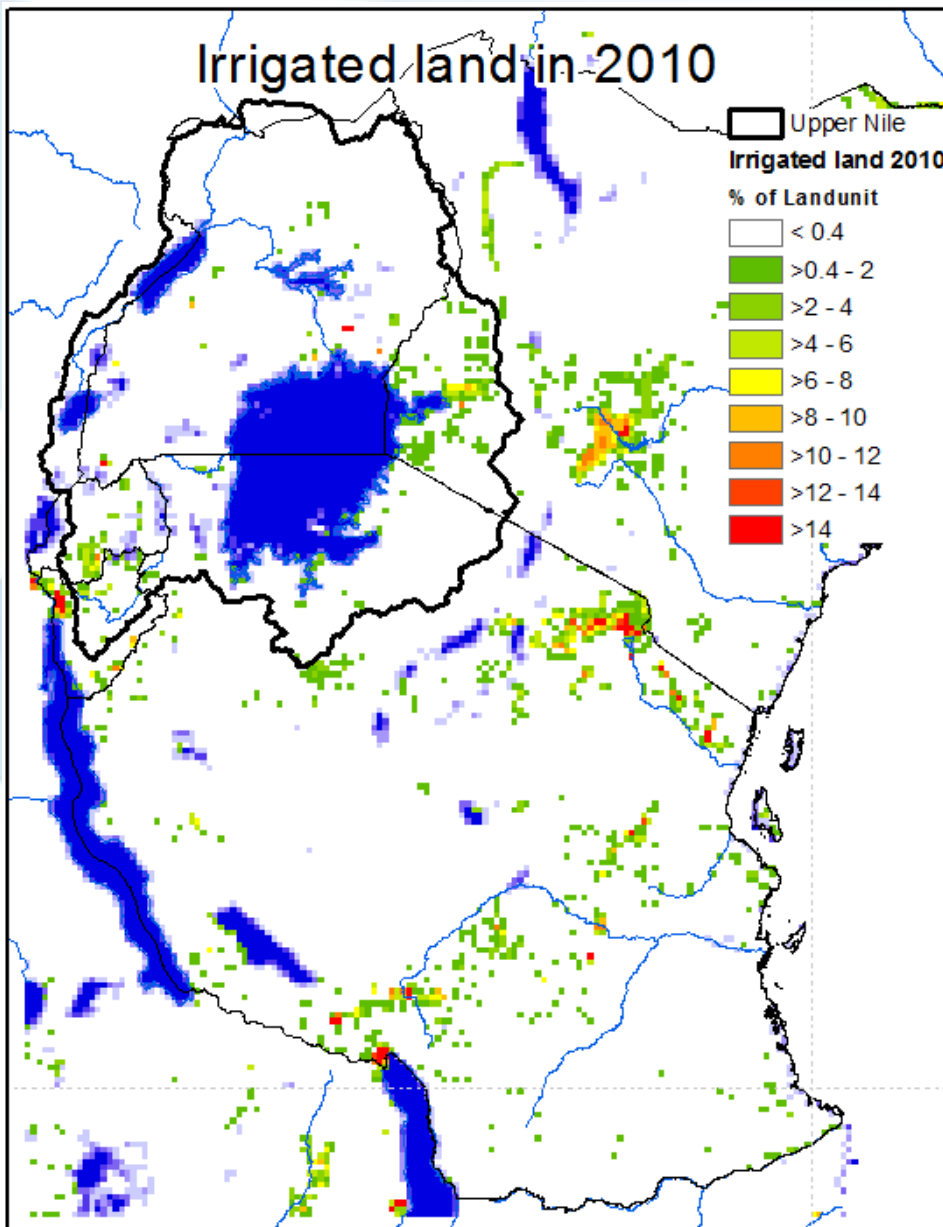 Irrigated land in 2010
Upper Nile
Irrigated land 2010
% of Landunit
< 0.4
>0.4 - 2
>2 - 4
>4 - 6
>6 - 8
>8 - 10
>10 - 12
>12 - 14
>14